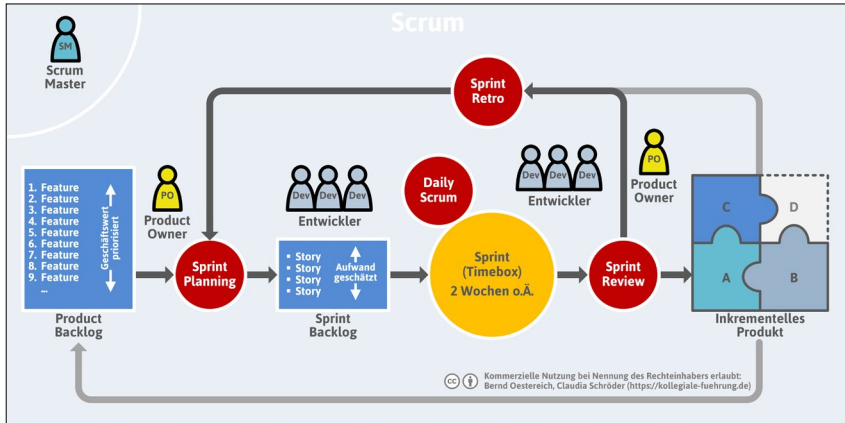 Scrum
SM
Scrum
Master
Sprint
Retro
1. Feature
2. Feature
3. Feature
4. Feature
5. Feature
6. Feature
7. Feature
8. Feature
9. Feature
...
Geschäftswert
priorisiert
Product
Backlog
PO
Product
Owner
Sprint
Planning
Dev Dev Dev
Entwickler
▪ Story
▪ Story
▪ Story
▪ Story
Aufwand
geschätzt
Sprint
Backlog
Daily
Scrum
Sprint
(Timebox)
2 Wochen o.Ä.
Dev Dev Dev
Entwickler
PO
Product
Owner
Sprint
Review
C
D
A
B
Inkrementelles
Produkt
cc
Kommerzielle Nutzung bei Nennung des Rechteinhabers erlaubt:
Bernd Oestereich, Claudia Schröder (https://kollegiale-fuehrung.de)